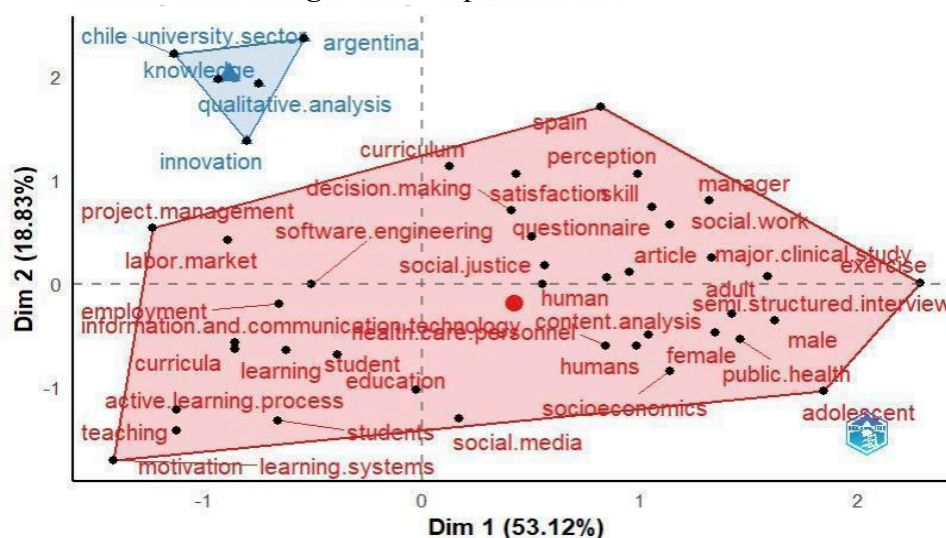 chile university.sector argentina
2
knowledge
qualitative.analysis
spain
innovation
curriculum perception
1
decision.making satisfaction skill manager
project.management
software.engineering questionnaire social.work
labor.market social.justice article major.clinical.study
exercise
0
adult
employment human semi.structured.interview
information.and.communication.technology content.analysis
health.care.personnel male
curricula learning student humans female
education public.health
-1
active.learning.process socioeconomics adolescent
teaching students
social.media
motivation learning.systems
-1 0 1 2
Dim 1 (53.12%)
Dim 2 (18.83%)